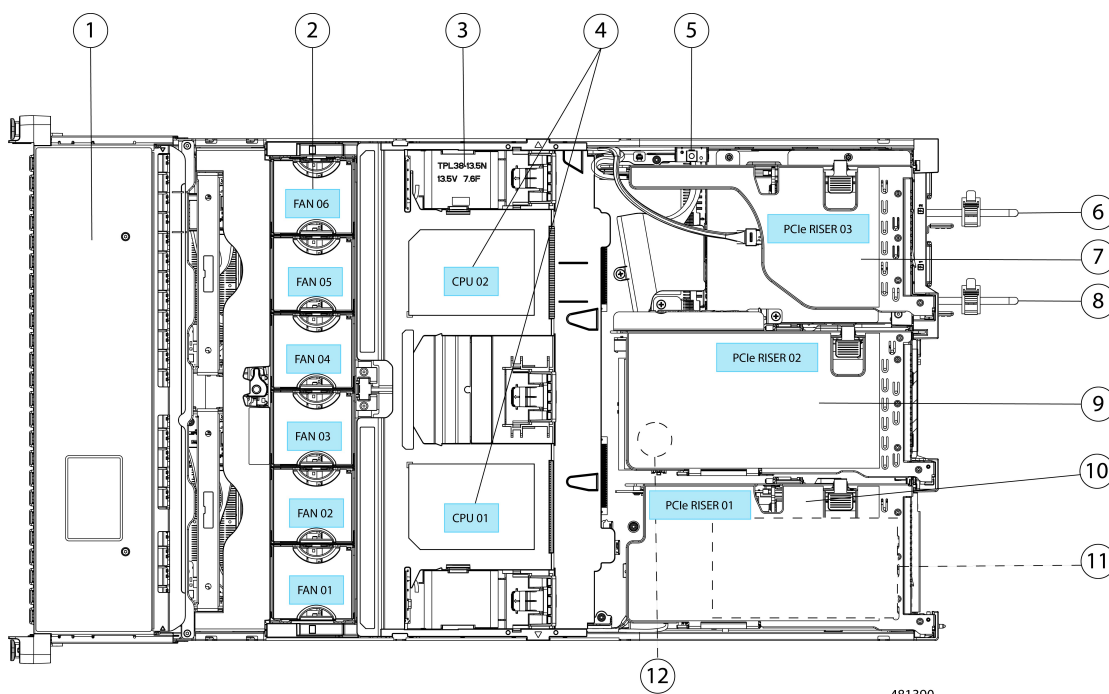 1
2
3
4
5
TPL36-13.5N
13.5V 7.6F
FAN 06
PCIe RISER 03
6
FAN 05
CPU 02
7
8
FAN 04
PCIe RISER 02
9
FAN 03
10
FAN 02
CPU 01
PCIe RISER 01
11
FAN 01
12